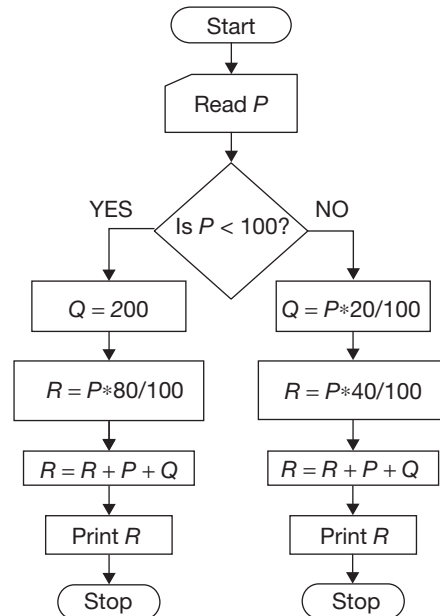 Start
Read P
Is P < 100?
YES
NO
Q = 200
Q = P*20/100
R = P*80/100
R = P*40/100
R = R + P + Q
R = R + P + Q
Print R
Print R
Stop
Stop